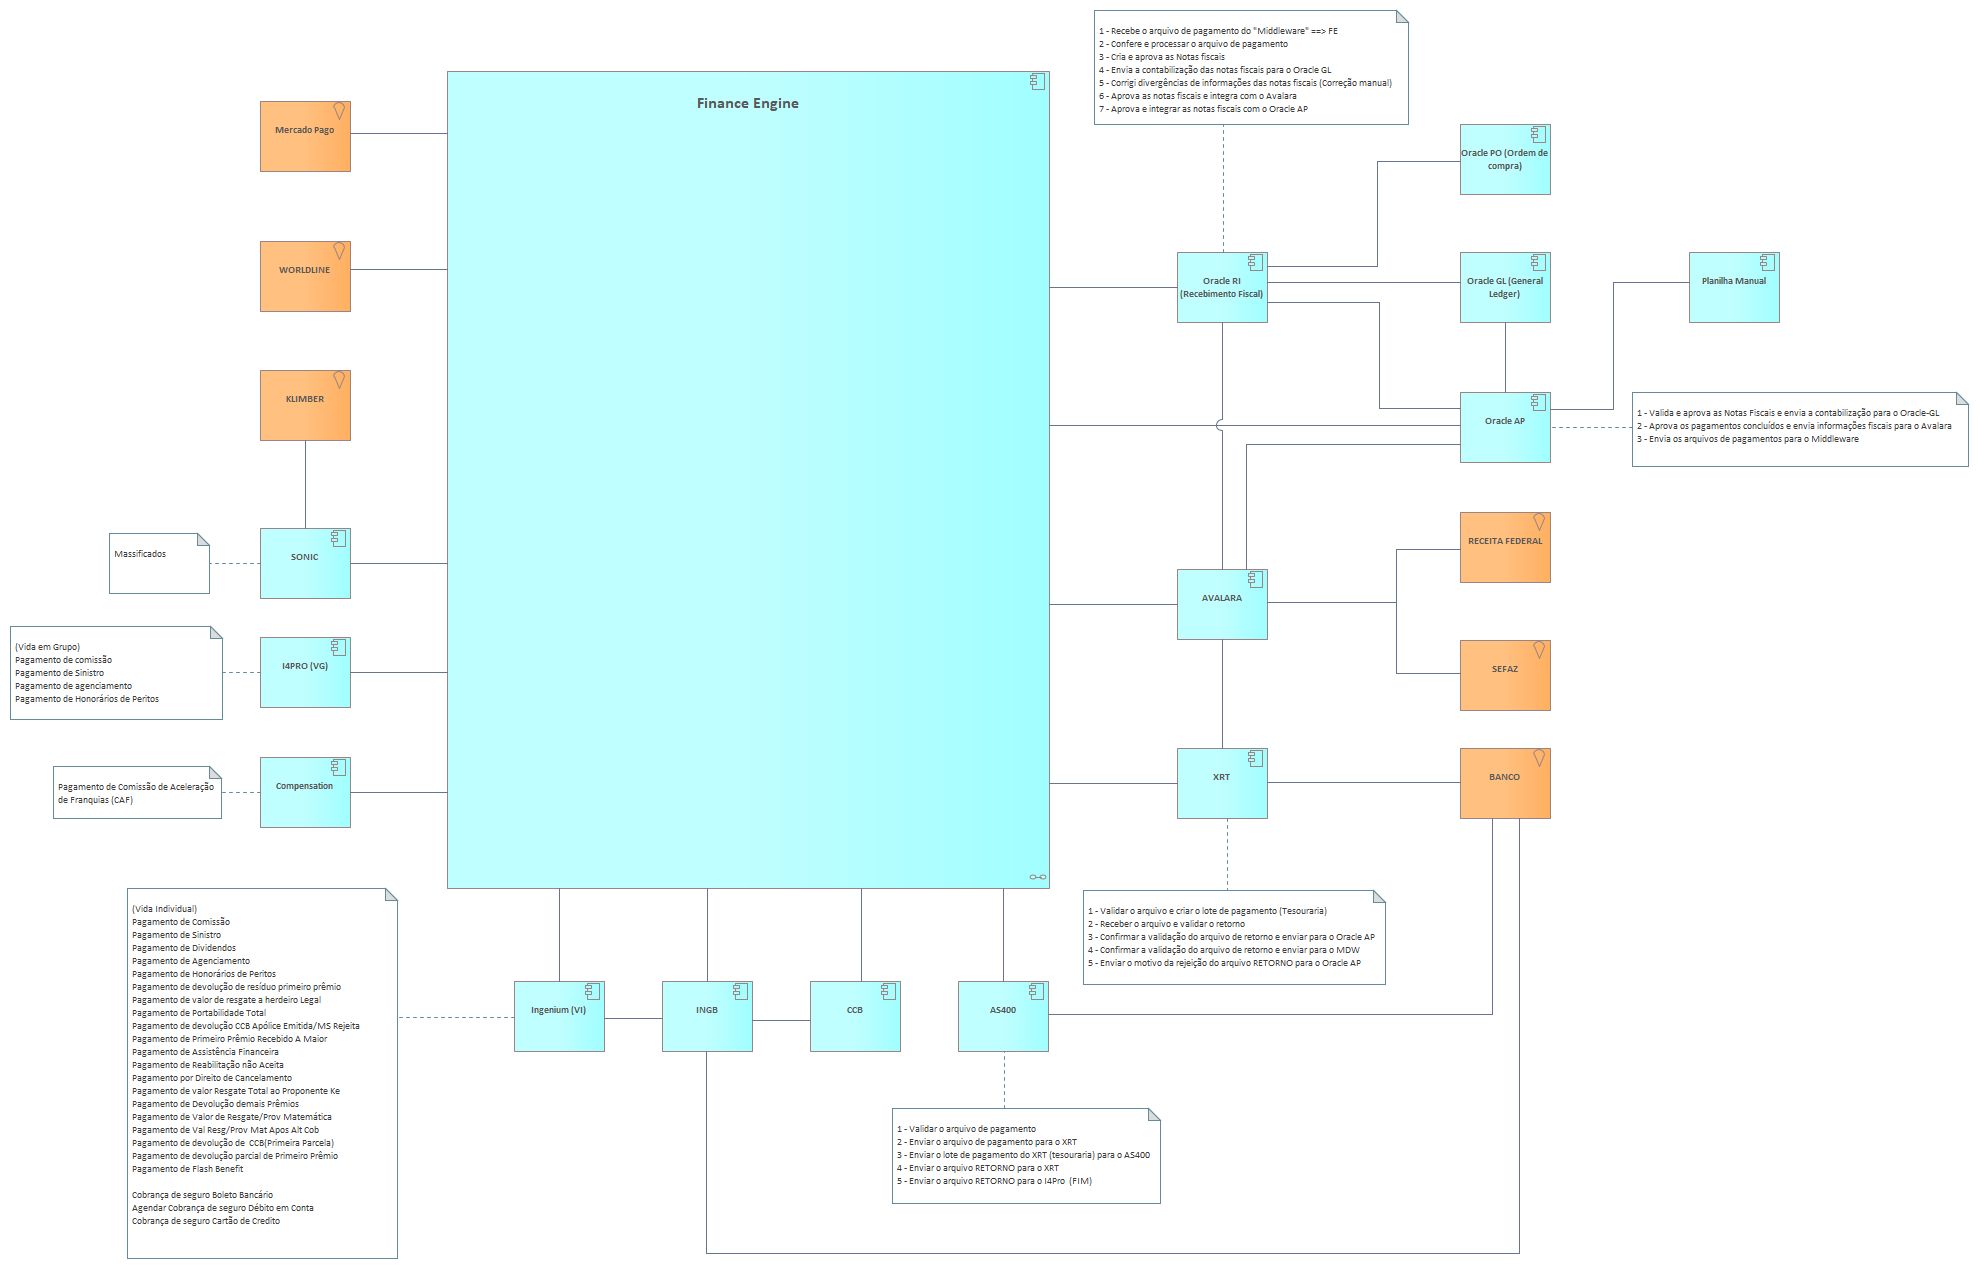 1 - Recebe o arquivo de pagamento do "Middleware" ==> FE
2 - Confere e processar o arquivo de pagamento
3 - Cria e aprova as Notas fiscais
4 - Envia a contabilização das notas fiscais para o Oracle GL
5 - Corrigi divergências de informações das notas fiscais (Correção manual)
6 - Aprova as notas fiscais e integra com o Avalara
7 - Aprova e integrar as notas fiscais com o Oracle AP
Finance Engine
Mercado Pago
WORLDLINE
KLIMBER
SONIC
Massificados
I4PRO (VG)
(Vida em Grupo)
Pagamento de comissão
Pagamento de Sinistro
Pagamento de agenciamento
Pagamento de Honorários de Peritos
Compensation
Pagamento de Comissão de Aceleração
de Franquias (CAF)
Oracle PO (Ordem de
compra)
Oracle RI
(Recebimento Fiscal)
Oracle GL (General
Ledger)
Planilha Manual
Oracle AP
1 - Valida e aprova as Notas Fiscais e envia a contabilização para o Oracle-GL
2 - Aprova os pagamentos concluídos e envia informações fiscais para o Avalara
3 - Envia os arquivos de pagamentos para o Middleware
RECEITA FEDERAL
AVALARA
SEFAZ
XRT
BANCO
1 - Validar o arquivo e criar o lote de pagamento (Tesouraria)
2 - Receber o arquivo e validar o retorno
3 - Confirmar a validação do arquivo de retorno e enviar para o Oracle AP
4 - Confirmar a validação do arquivo de retorno e enviar para o MDW
5 - Enviar o motivo da rejeição do arquivo RETORNO para o Oracle AP
(Vida Individual)
Pagamento de Comissão
Pagamento de Sinistro
Pagamento de Dividendos
Pagamento de Agenciamento
Pagamento de Honorários de Peritos
Pagamento de devolução de resíduo primeiro prêmio
Pagamento de valor de resgate a herdeiro Legal
Pagamento de Portabilidade Total
Pagamento de devolução CCB Apólice Emitida/MS Rejeita
Pagamento de Primeiro Prêmio Recebido A Maior
Pagamento de Assistência Financeira
Pagamento de Reabilitação não Aceita
Pagamento por Direito de Cancelamento
Pagamento de valor Resgate Total ao Proponente Ke
Pagamento de Devolução demais Prêmios
Pagamento de Valor de Resgate/Prov Matemática
Pagamento de Val Resg/Prov Mat Apos Alt Cob
Pagamento de devolução de  CCB(Primeira Parcela)
Pagamento de devolução parcial de Primeiro Prêmio
Pagamento de Flash Benefit
Cobrança de seguro Boleto Bancário
Agendar Cobrança de seguro Débito em Conta
Cobrança de seguro Cartão de Credito
Ingenium (VI)
INGB
CCB
AS400
1 - Validar o arquivo de pagamento
2 - Enviar o arquivo de pagamento para o XRT
3 - Enviar o lote de pagamento do XRT (tesouraria) para o AS400
4 - Enviar o arquivo RETORNO para o XRT
5 - Enviar o arquivo RETORNO para o I4Pro  (FIM)